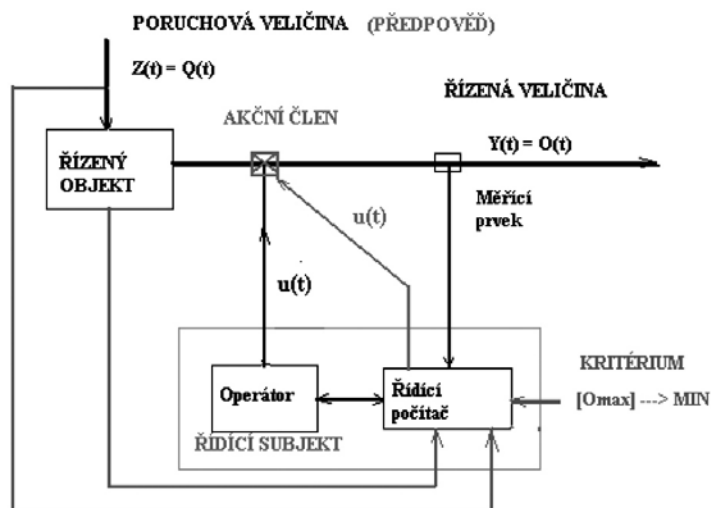 PORUCHOVÁ VELIČINA (PŘEDPOVĚĎ)
Z(t) = Q(t)
ŘÍZENÁ VELIČINA
AKČNÍ ČLEN
Y(t) = O(t)
ŘÍZENÝ
OBJEKT
Měřící
prvek
u(t)
u(t)
KRITÉRIUM
Operátor
Řídící
počítač
[Omax] ---> MIN
ŘÍDÍCÍ SUBJEKT